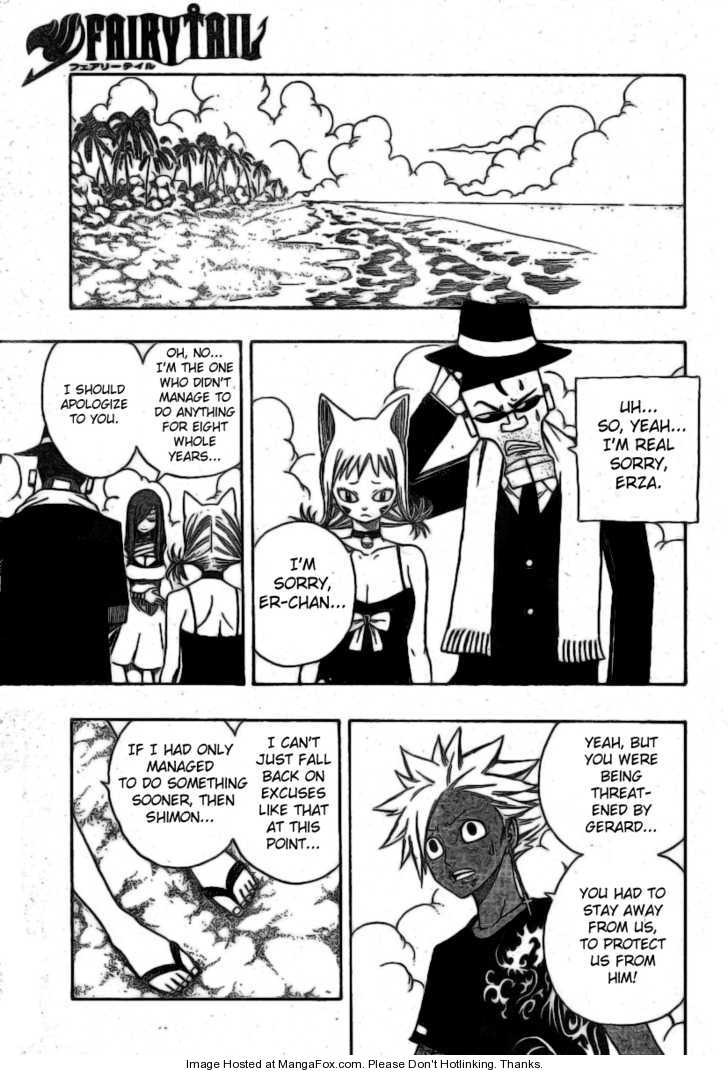 FAIRY TAIL
フェアリーテイル
UH...
SO, YEAH...
I'M REAL
SORRY,
ERZA.
I'M
SORRY,
ER-CHAN...
OH, NO...
I'M THE ONE
WHO DIDN'T
MANAGE TO
DO ANYTHING
FOR EIGHT
WHOLE
YEARS...
I SHOULD
APOLOGIZE
TO YOU.
YEAH, BUT
YOU WERE
BEING
THREAT-
ENED BY
GERARD...
YOU HAD TO
STAY AWAY
FROM US,
TO PROTECT
US FROM
HIM!
I CAN'T
JUST FALL
BACK ON
EXCUSES
LIKE THAT
AT THIS
POINT...
IF I HAD ONLY
MANAGED
TO DO SOMETHING
SOONER, THEN
SHIMON...
Image Hosted at MangaFox.com. Please Don't Hotlinking. Thanks.